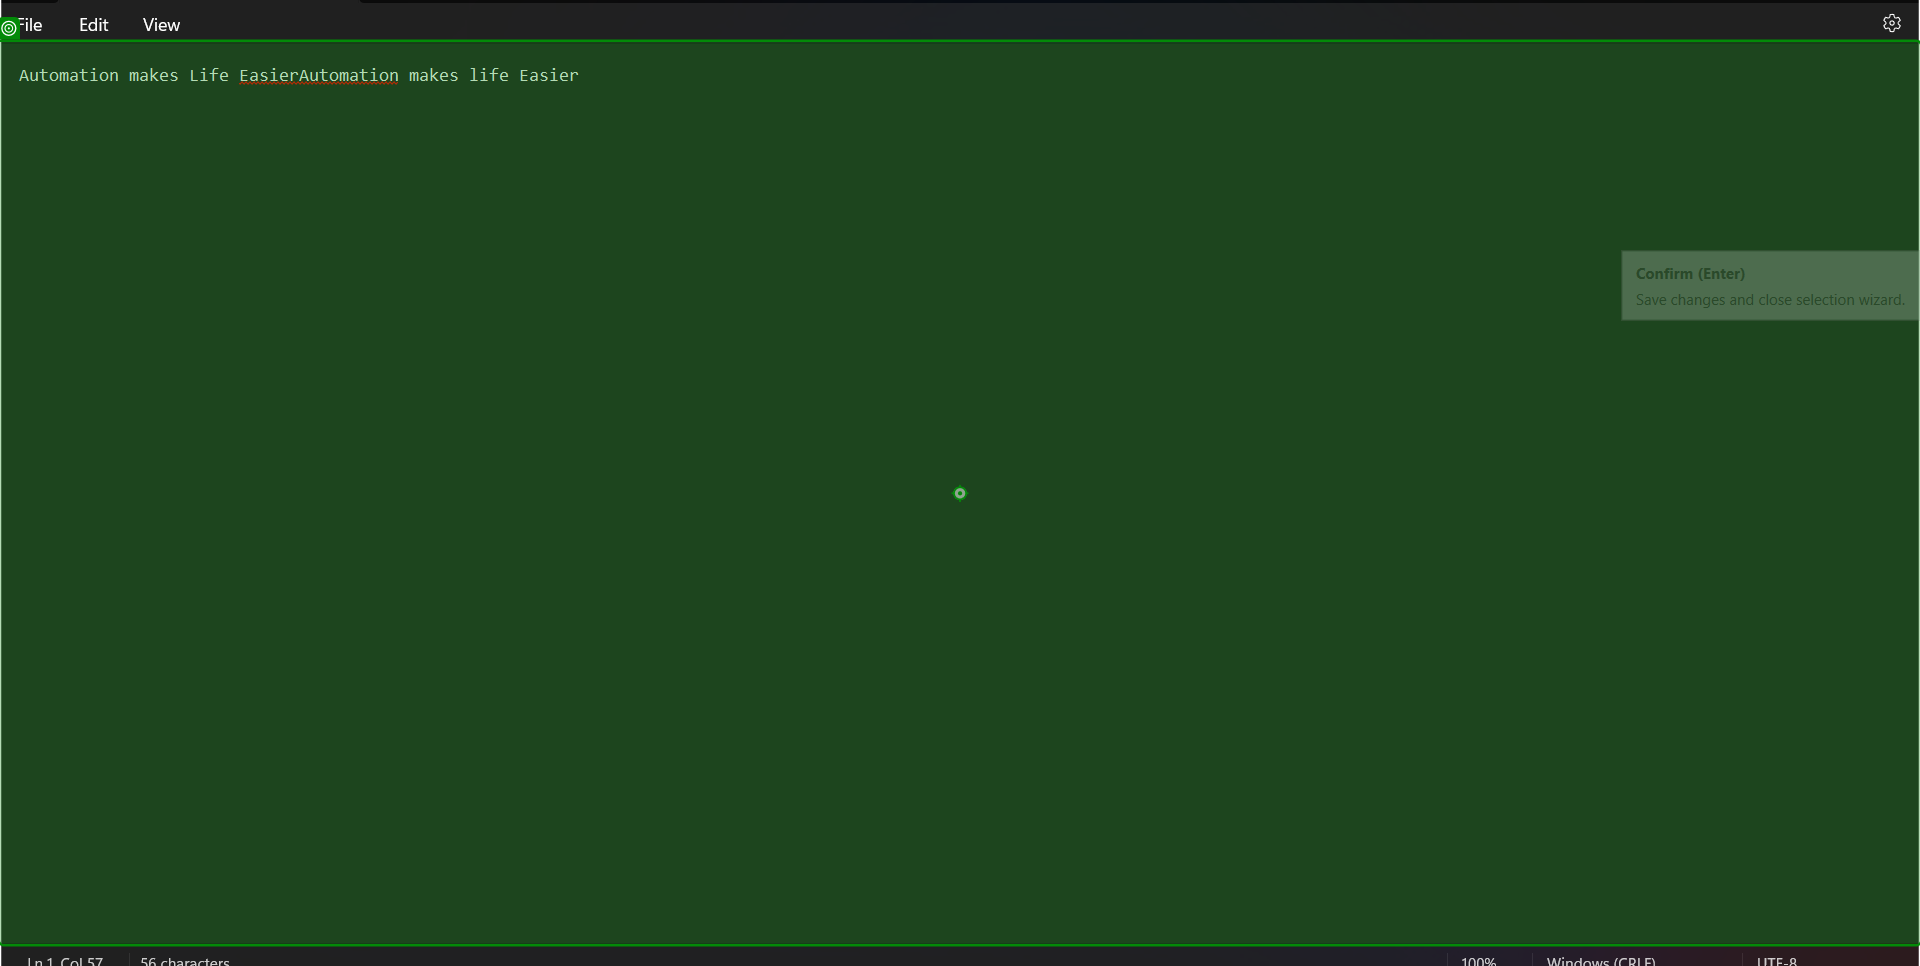 File Edit View
Automation makes Life EasierAutomation makes life Easier
Confirm (Enter)
Save changes and close selection wizard.
Ln 1, Col 57 56 characters 100% Windows (CRLF) UTF-8